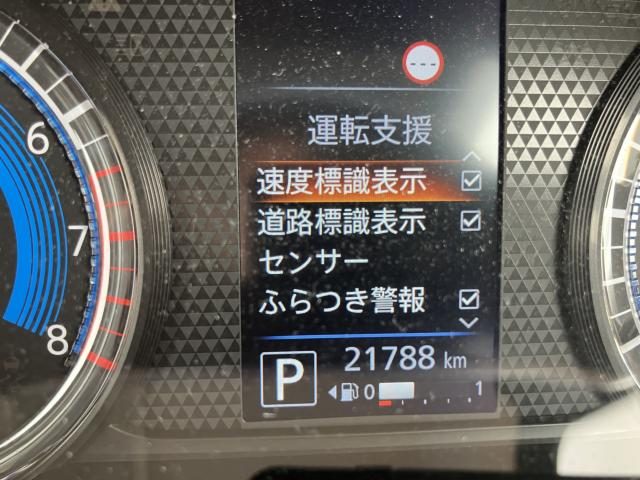 ---
運転支援
速度標識表示
道路標識表示
センサー
ふらつき警報
6
7
8
P
21788 km
0 1